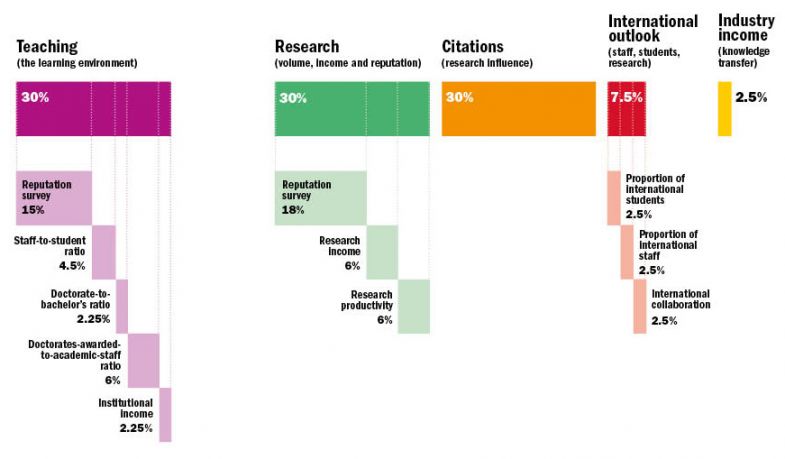 Teaching
(the learning environment)
30%
Reputation
survey
15%
Staff-to-student
ratio
4.5%
Doctorate-to-
bachelor's ratio
2.25%
Doctorates-awarded-
to-academic-staff
ratio
6%
Institutional
income
2.25%
Research
(volume, income and reputation)
30%
Reputation
survey
18%
Research
income
6%
Research
productivity
6%
Citations
(research influence)
30%
International
outlook
(staff, students,
research)
7.5%
Proportion of
international
students
2.5%
Proportion of
international
staff
2.5%
International
collaboration
2.5%
Industry
income
(knowledge
transfer)
2.5%